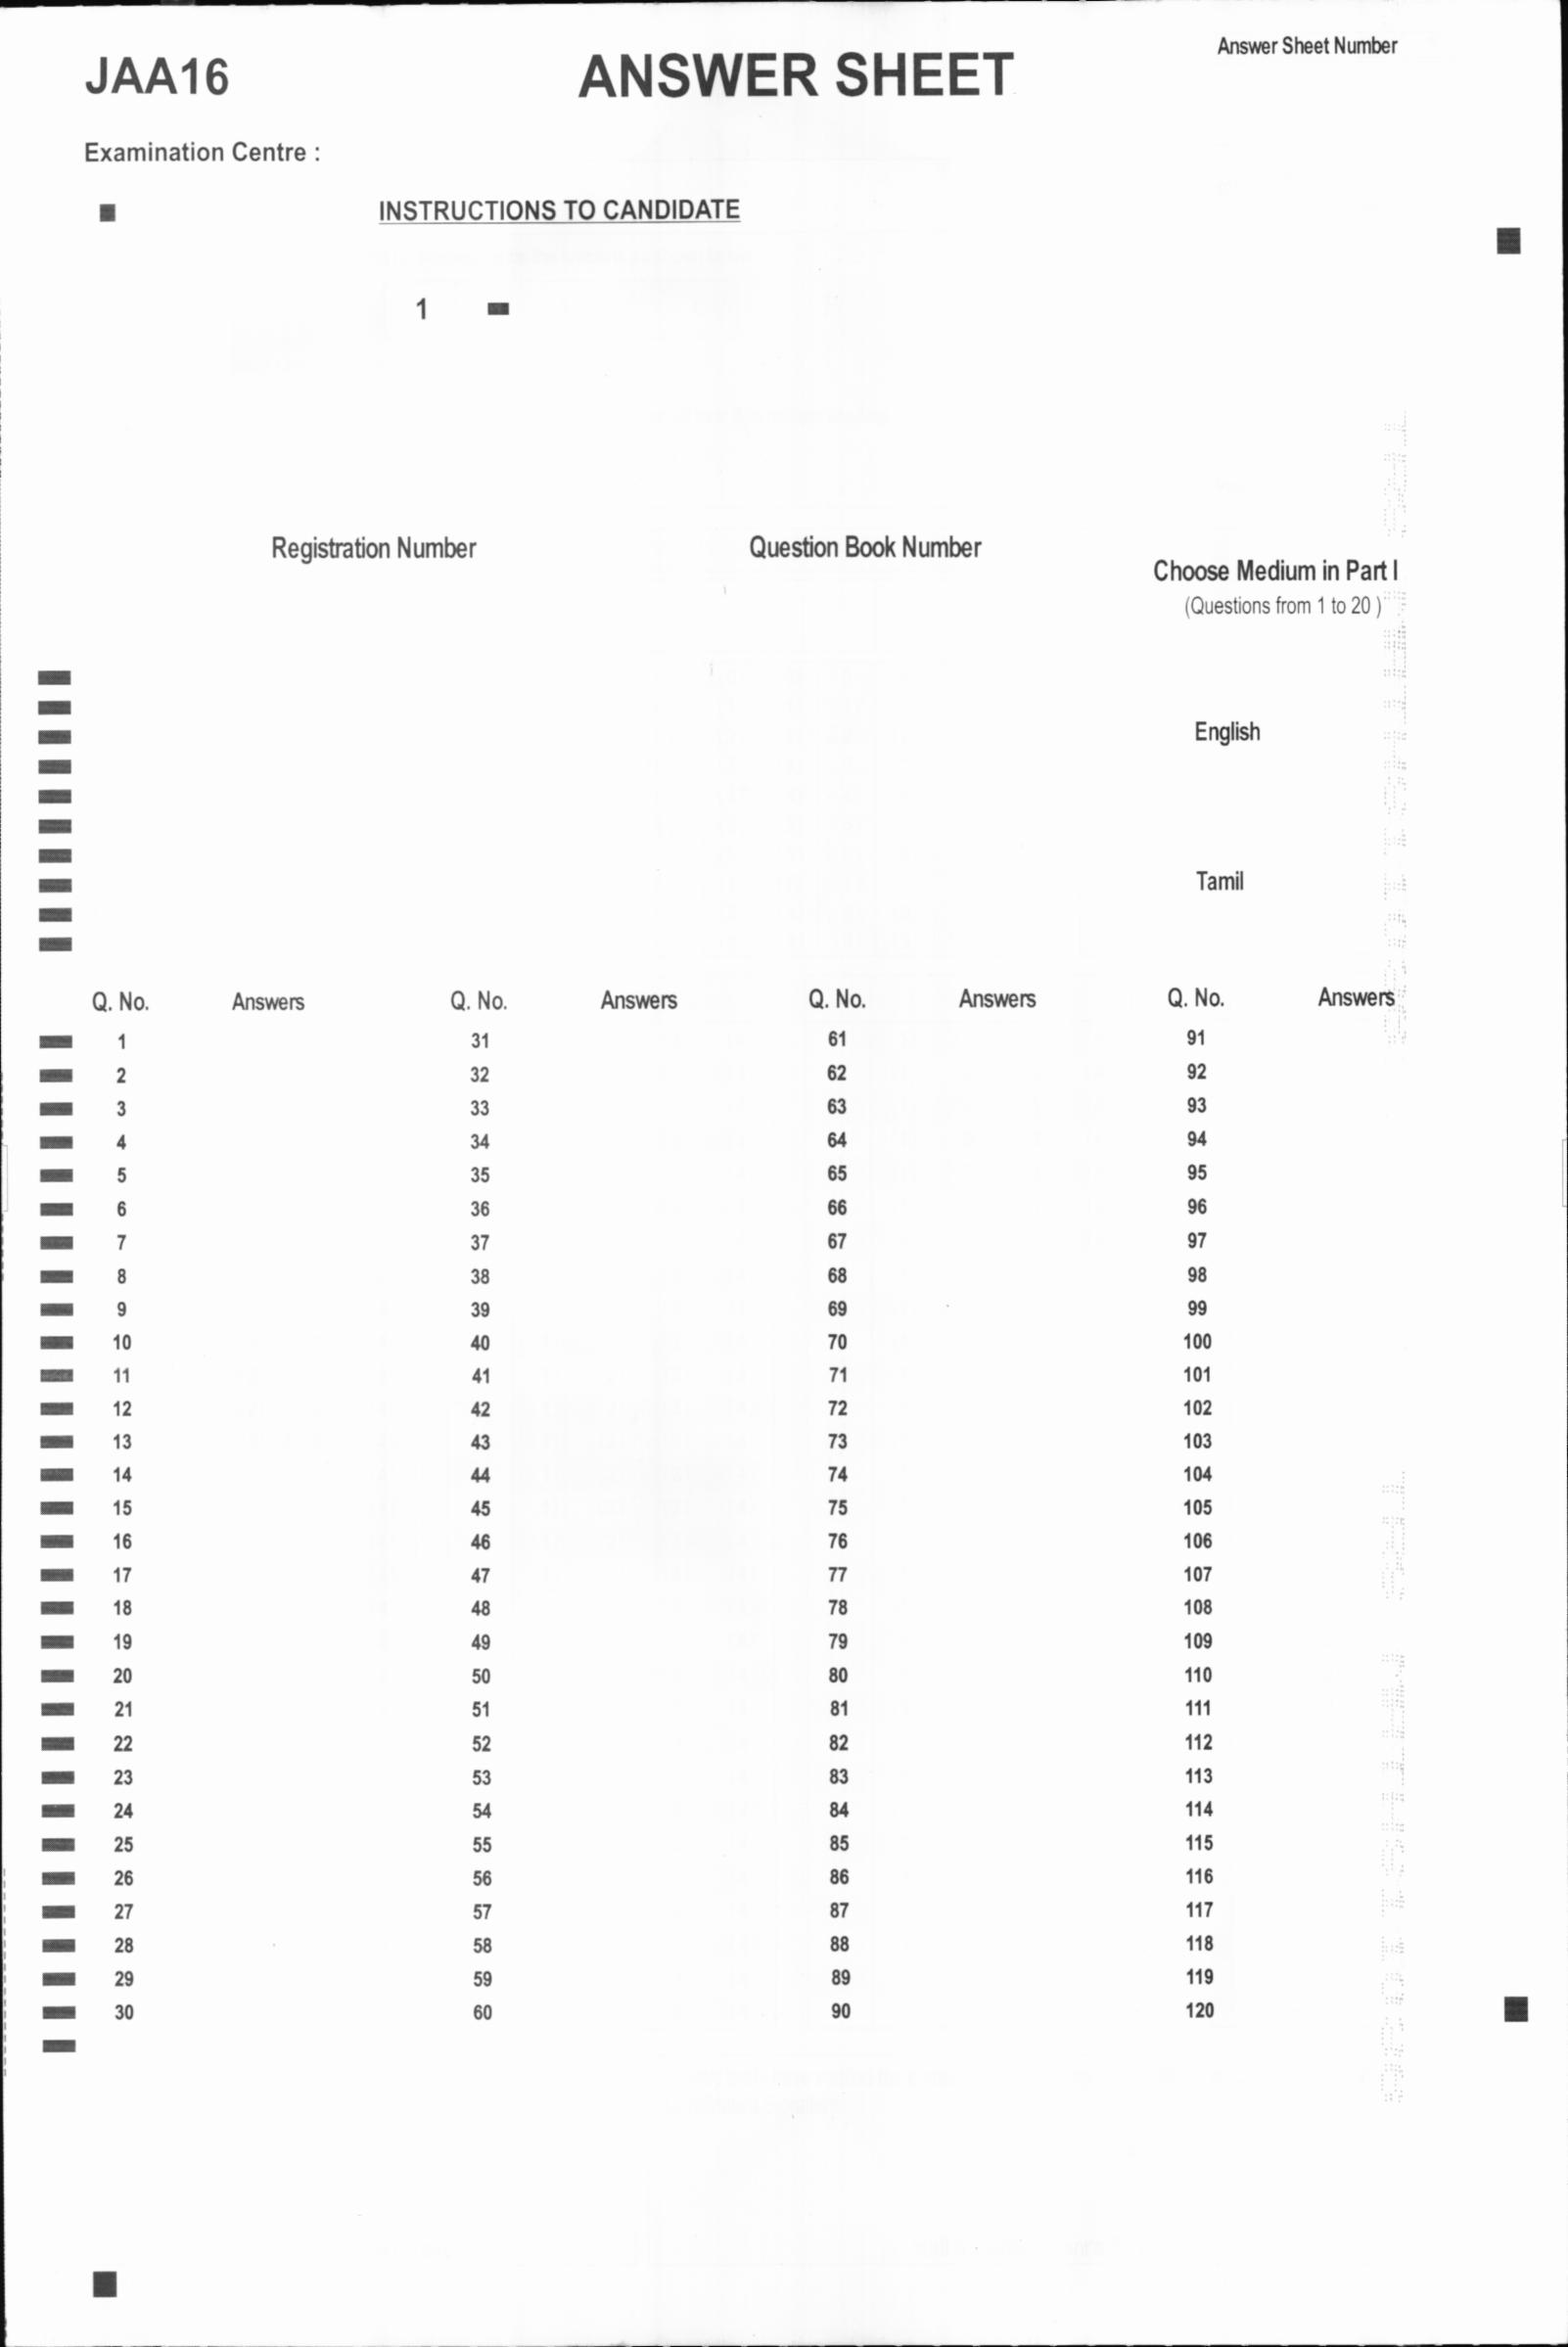 JAA16
ANSWER SHEET
Answer Sheet Number
Examination Centre :
INSTRUCTIONS TO CANDIDATE
1
Registration Number
Question Book Number
Choose Medium in Part I
(Questions from 1 to 20 )
English
Tamil
Q. No. Answers Q. No. Answers Q. No. Answers Q. No. Answers
1 31 61 91
2 32 62 92
3 33 63 93
4 34 64 94
5 35 65 95
6 36 66 96
7 37 67 97
8 38 68 98
9 39 69 99
10 40 70 100
11 41 71 101
12 42 72 102
13 43 73 103
14 44 74 104
15 45 75 105
16 46 76 106
17 47 77 107
18 48 78 108
19 49 79 109
20 50 80 110
21 51 81 111
22 52 82 112
23 53 83 113
24 54 84 114
25 55 85 115
26 56 86 116
27 57 87 117
28 58 88 118
29 59 89 119
30 60 90 120